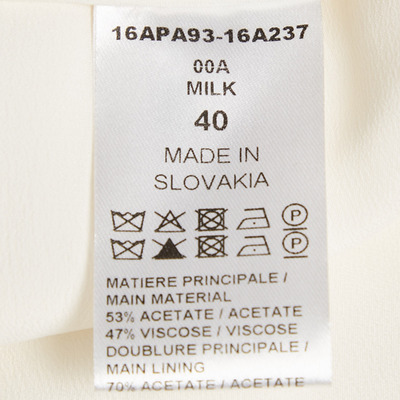 16APA93-16A237
00A
MILK
40
MADE IN
SLOVAKIA
P
P
MATIERE PRINCIPALE /
MAIN MATERIAL
53% ACETATE / ACETATE
47% VISCOSE / VISCOSE
DOUBLURE PRINCIPALE /
MAIN LINING
70% ACETATE / ACETATE